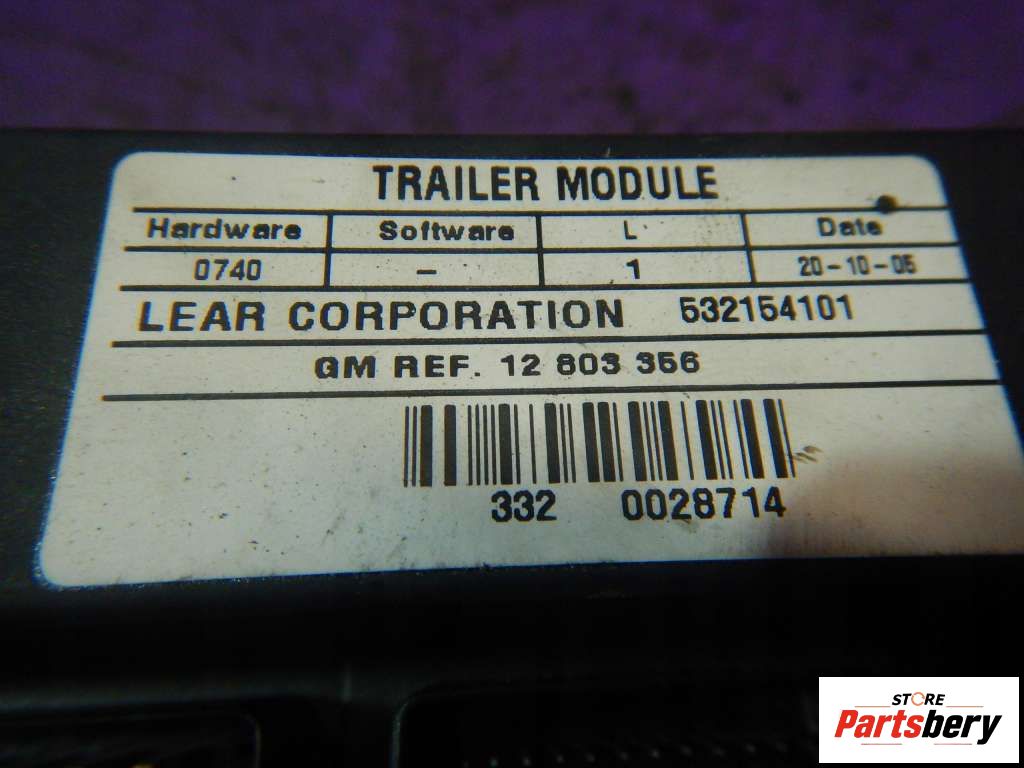 TRAILER MODULE
Hardware Software L Date
0740 - 1 20-10-05
LEAR CORPORATION 532154101
GM REF. 12 803 356
332 0028714
STORE
Partsbery